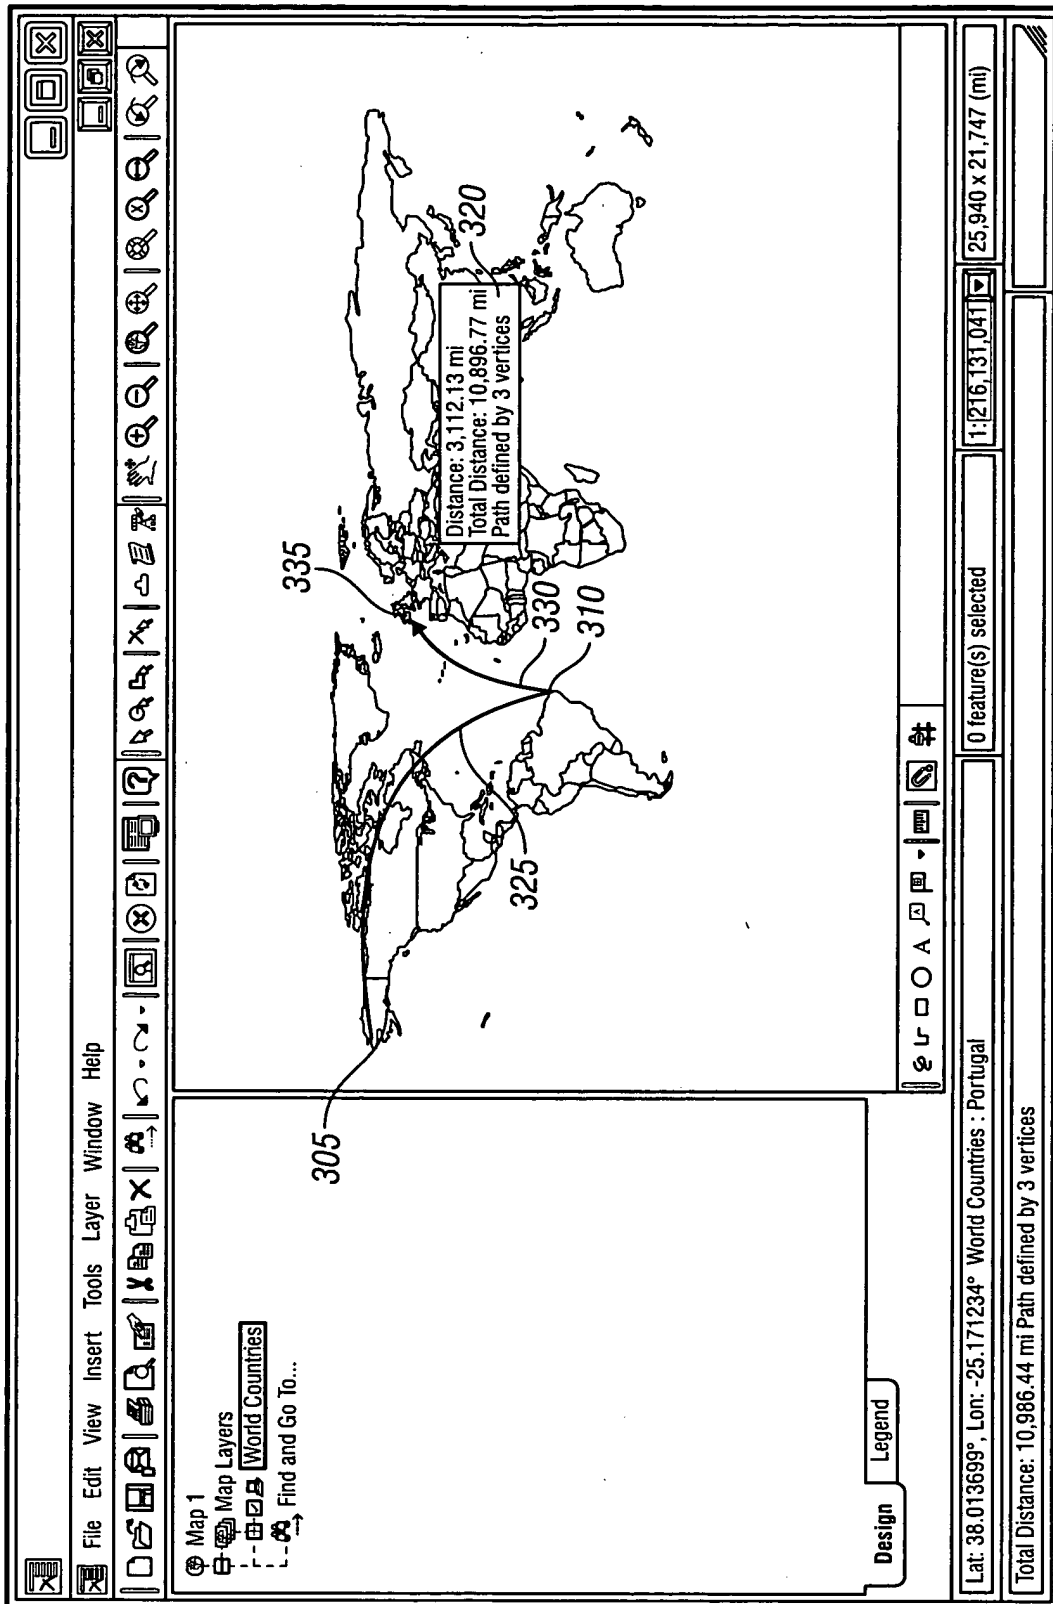 File Edit View Insert Tools Layer Window Help
Map 1
Map Layers
World Countries
Find and Go To...
Design
Legend
305
325
335
330
310
320
Distance: 3,112.13 mi
Total Distance: 10,896.77 mi
Path defined by 3 vertices
A
Lat: 38.013699°, Lon: -25.171234° World Countries : Portugal
0 feature(s) selected
1:216,131,041
25,940 x 21,747 (mi)
Total Distance: 10,986.44 mi Path defined by 3 vertices